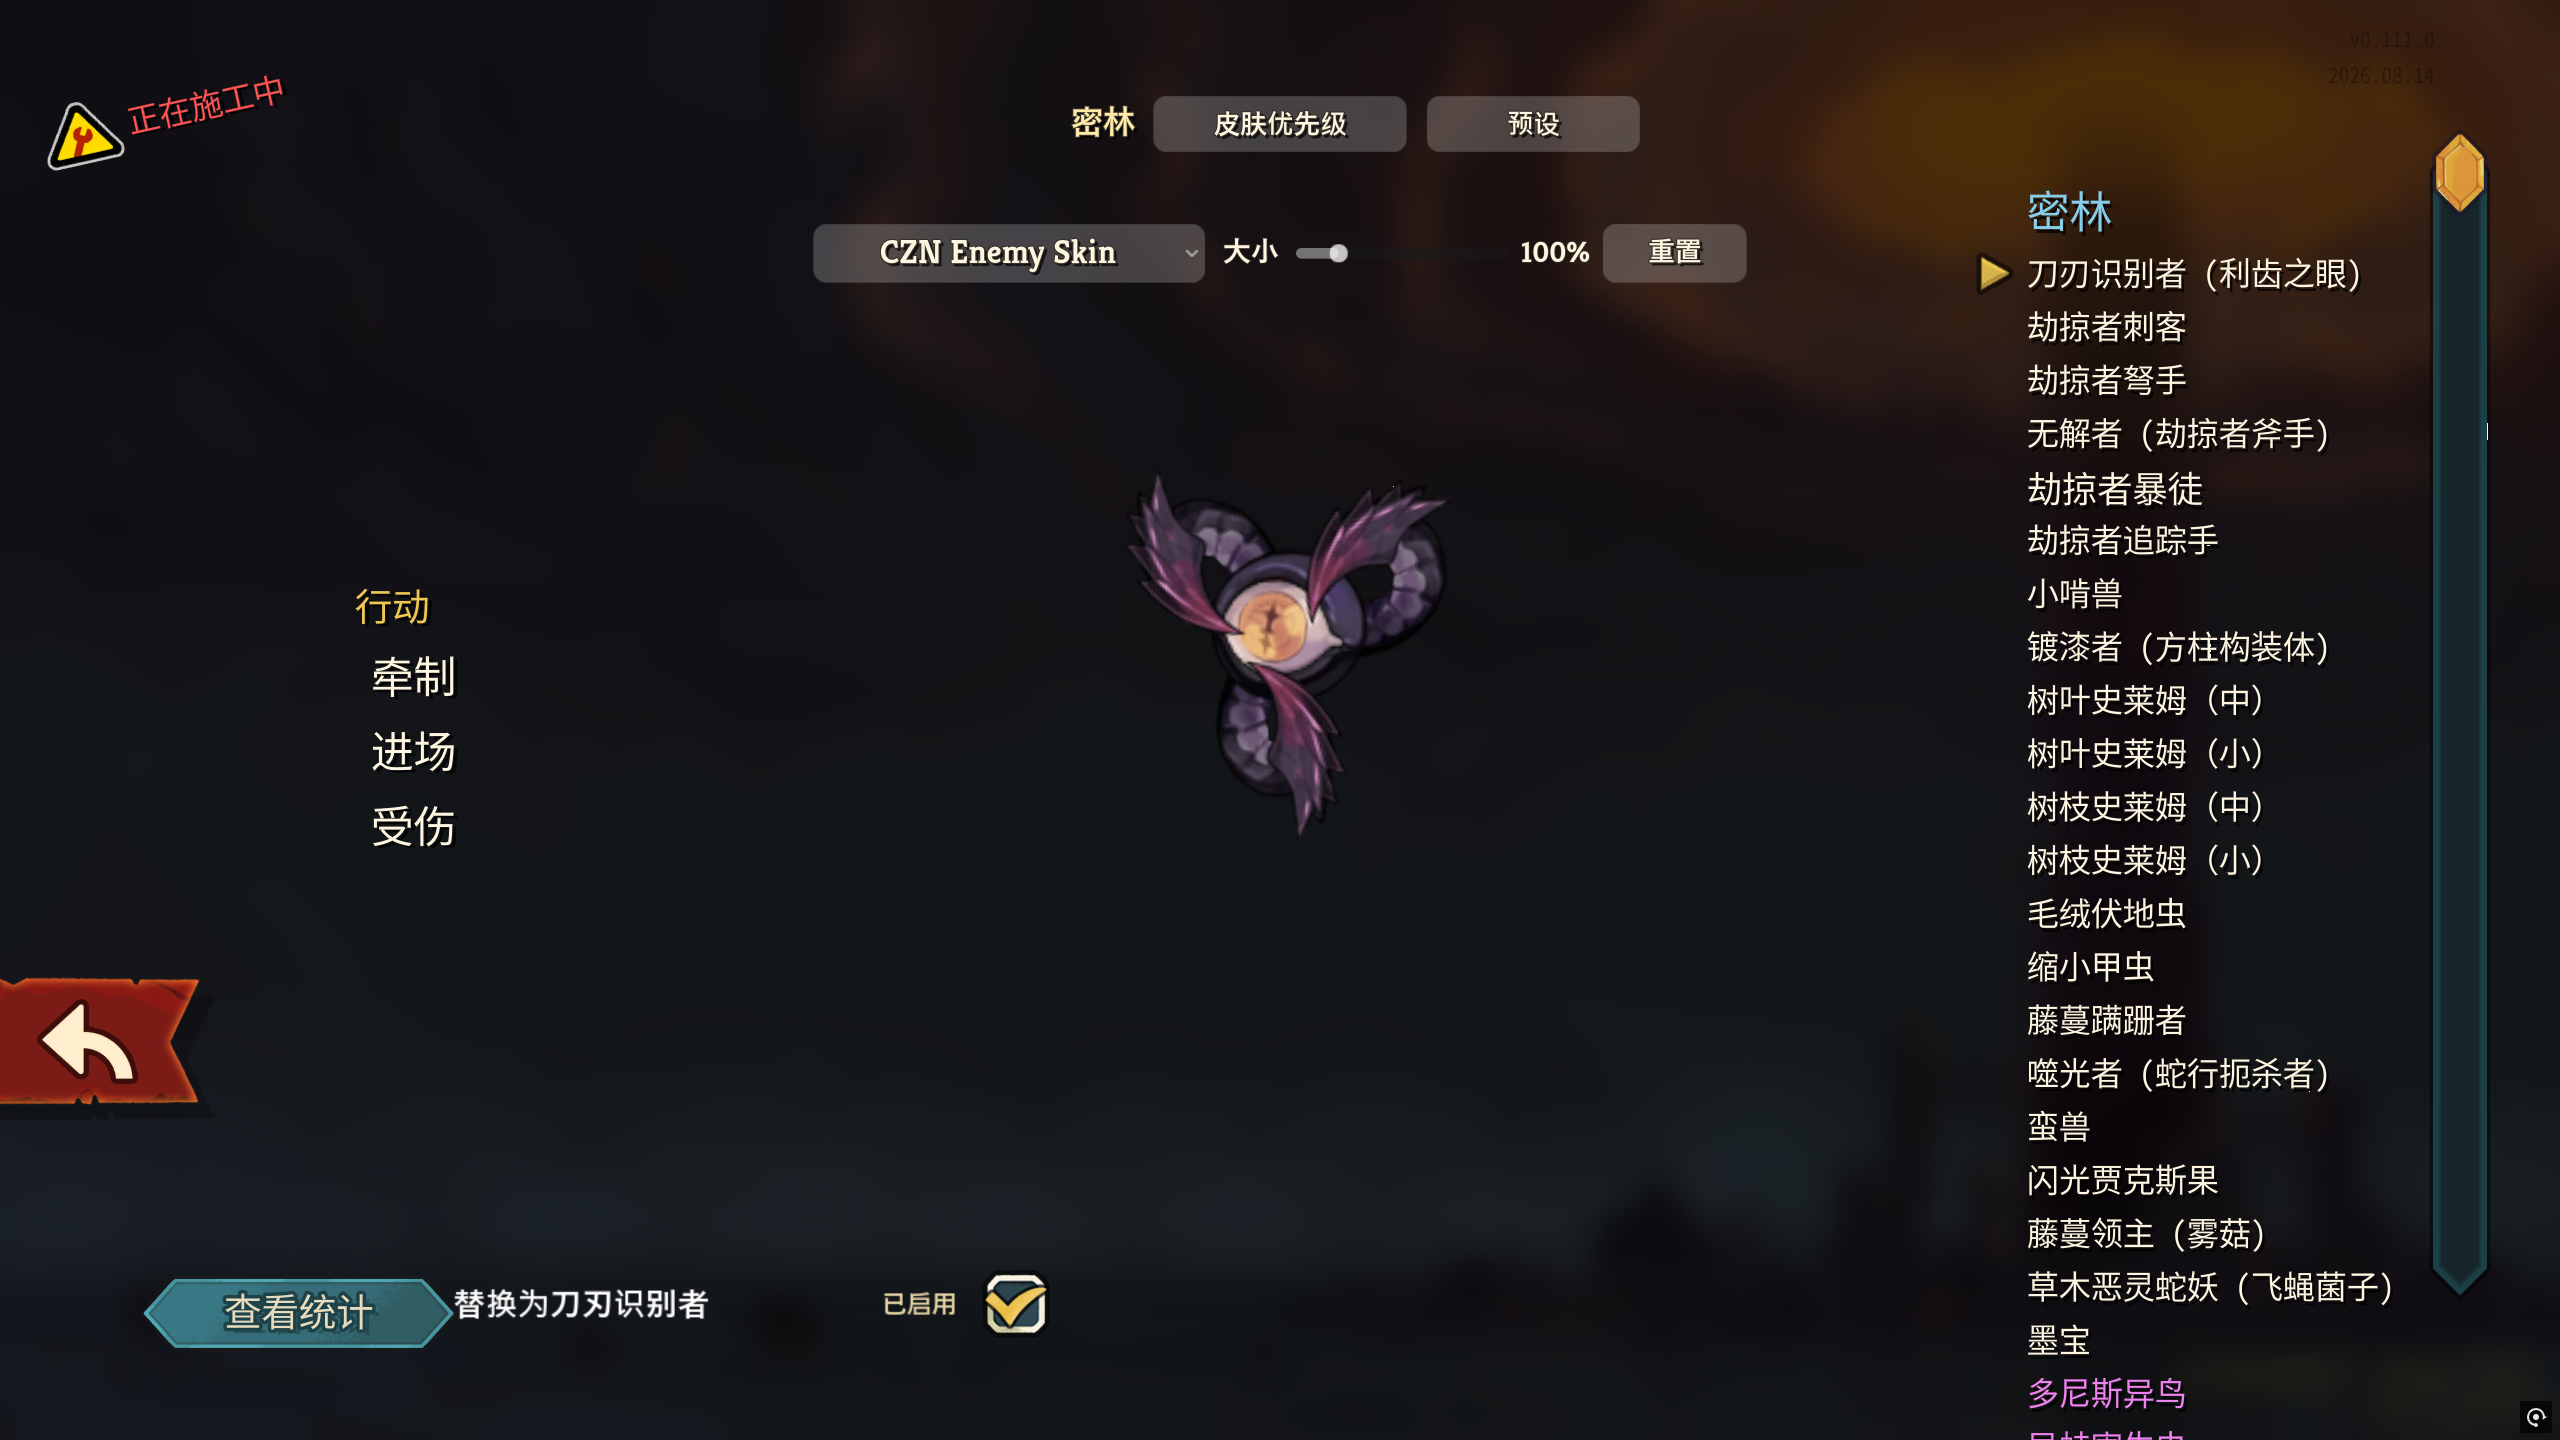 v0.111.0
2026.08.14
正在施工中
密林 皮肤优先级 预设
CZN Enemy Skin 大小 100% 重置
行动
牵制
进场
受伤
查看统计 替换为刀刃识别者 已启用
密林
刀刃识别者（利齿之眼）
劫掠者刺客
劫掠者弩手
无解者（劫掠者斧手）
劫掠者暴徒
劫掠者追踪手
小啃兽
镀漆者（方柱构装体）
树叶史莱姆（中）
树叶史莱姆（小）
树枝史莱姆（中）
树枝史莱姆（小）
毛绒伏地虫
缩小甲虫
藤蔓蹒跚者
噬光者（蛇行扼杀者）
蛮兽
闪光贾克斯果
藤蔓领主（雾菇）
草木恶灵蛇妖（飞蝇菌子）
墨宝
多尼斯异鸟